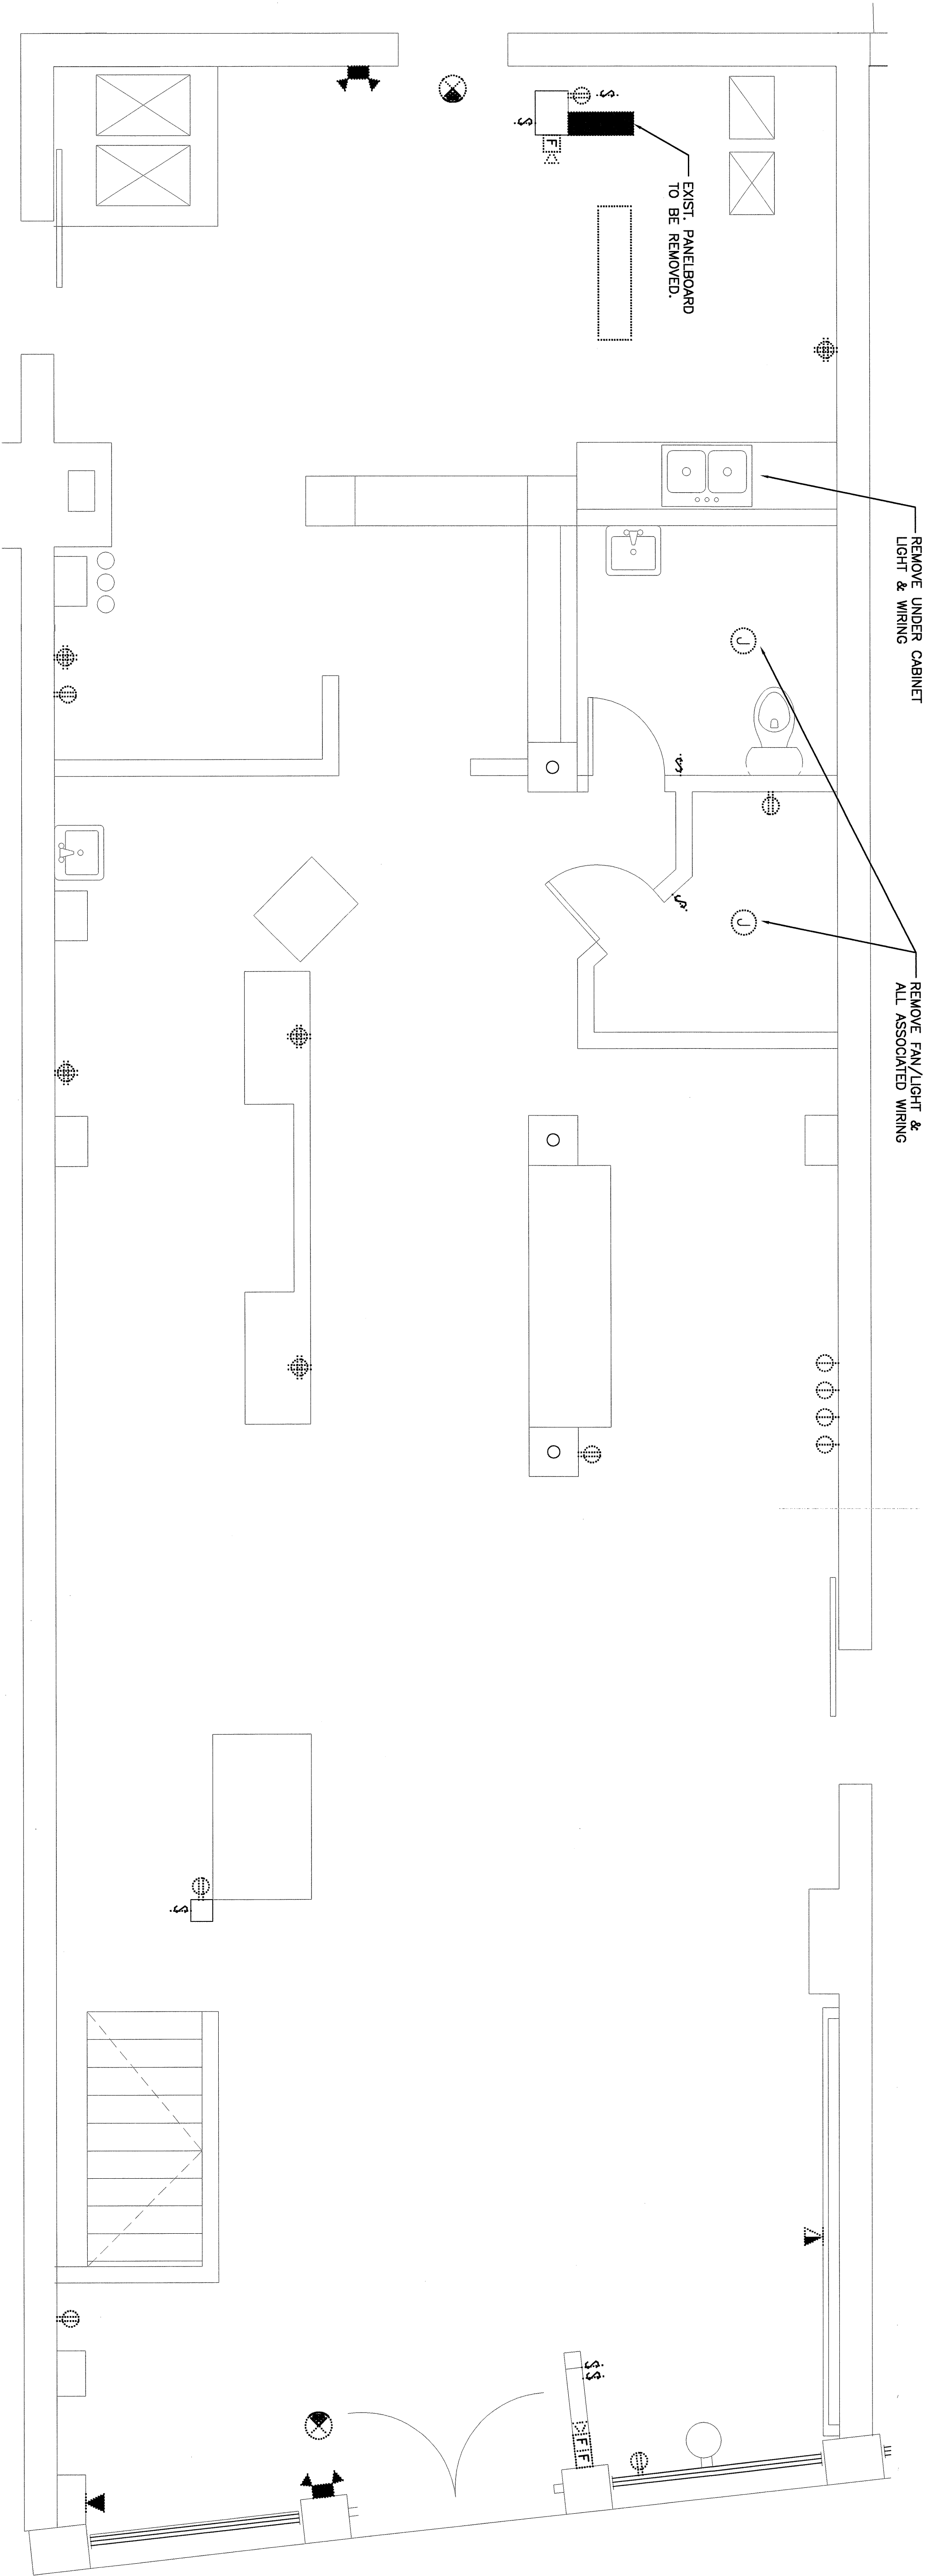 EXIST. PANELBOARD
TO BE REMOVED.
REMOVE UNDER CABINET
LIGHT & WIRING
REMOVE FAN/LIGHT &
ALL ASSOCIATED WIRING
S
S
F
J
S
S
J
S
S S
F F